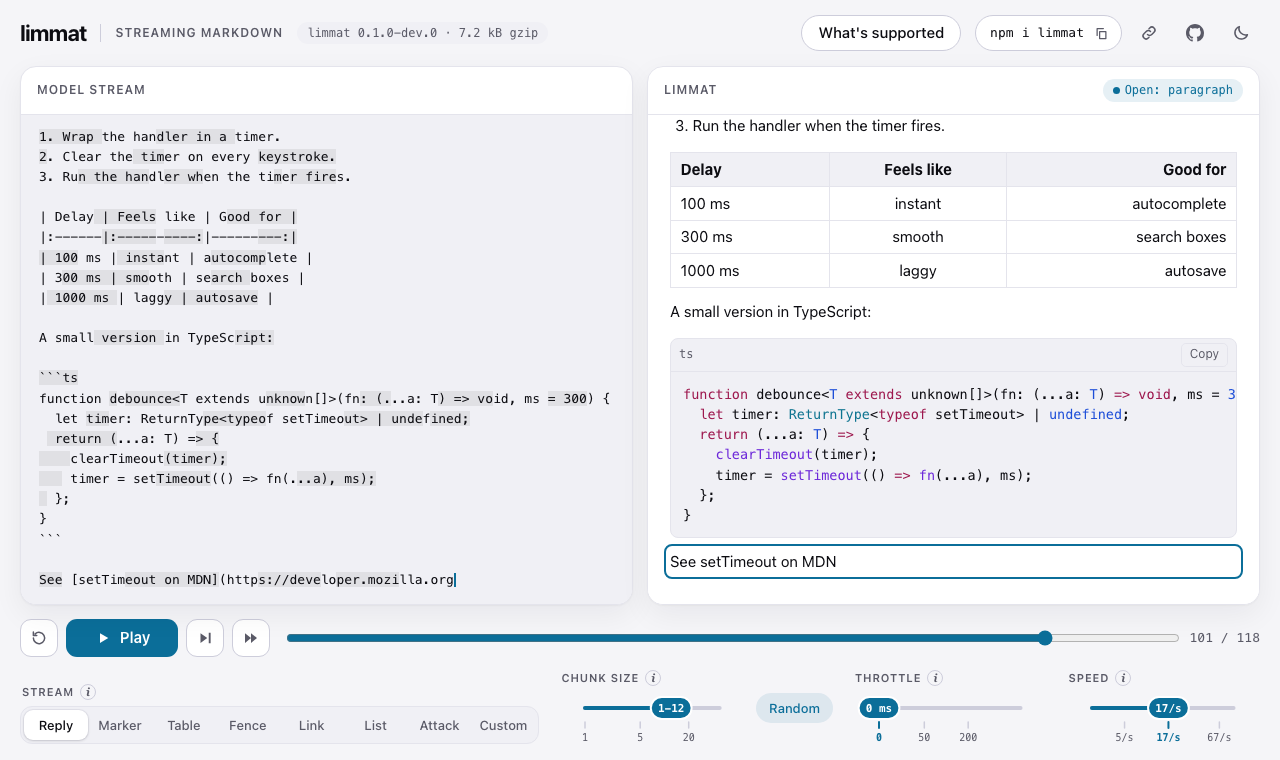 limmat
STREAMING MARKDOWN
limmat 0.1.0-dev.0 · 7.2 kB gzip
What's supported
npm i limmat
MODEL STREAM
1. Wrap the handler in a timer.
2. Clear the timer on every keystroke.
3. Run the handler when the timer fires.
| Delay | Feels like | Good for |
|:------|:----------:|---------:|
| 100 ms | instant | autocomplete |
| 300 ms | smooth | search boxes |
| 1000 ms | laggy | autosave |
A small version in TypeScript:
```ts
function debounce<T extends unknown[]>(fn: (...a: T) => void, ms = 300) {
  let timer: ReturnType<typeof setTimeout> | undefined;
  return (...a: T) => {
    clearTimeout(timer);
    timer = setTimeout(() => fn(...a), ms);
  };
}
```
See [setTimeout on MDN](https://developer.mozilla.org
LIMMAT
Open: paragraph
3. Run the handler when the timer fires.
Delay Feels like Good for
100 ms instant autocomplete
300 ms smooth search boxes
1000 ms laggy autosave
A small version in TypeScript:
ts
Copy
function debounce<T extends unknown[]>(fn: (...a: T) => void, ms = 3
  let timer: ReturnType<typeof setTimeout> | undefined;
  return (...a: T) => {
    clearTimeout(timer);
    timer = setTimeout(() => fn(...a), ms);
  };
}
See setTimeout on MDN
Play
101 / 118
STREAM i
Reply Marker Table Fence Link List Attack Custom
CHUNK SIZE i
1–12
1 5 20
Random
THROTTLE i
0 ms
0 50 200
SPEED i
17/s
5/s 17/s 67/s